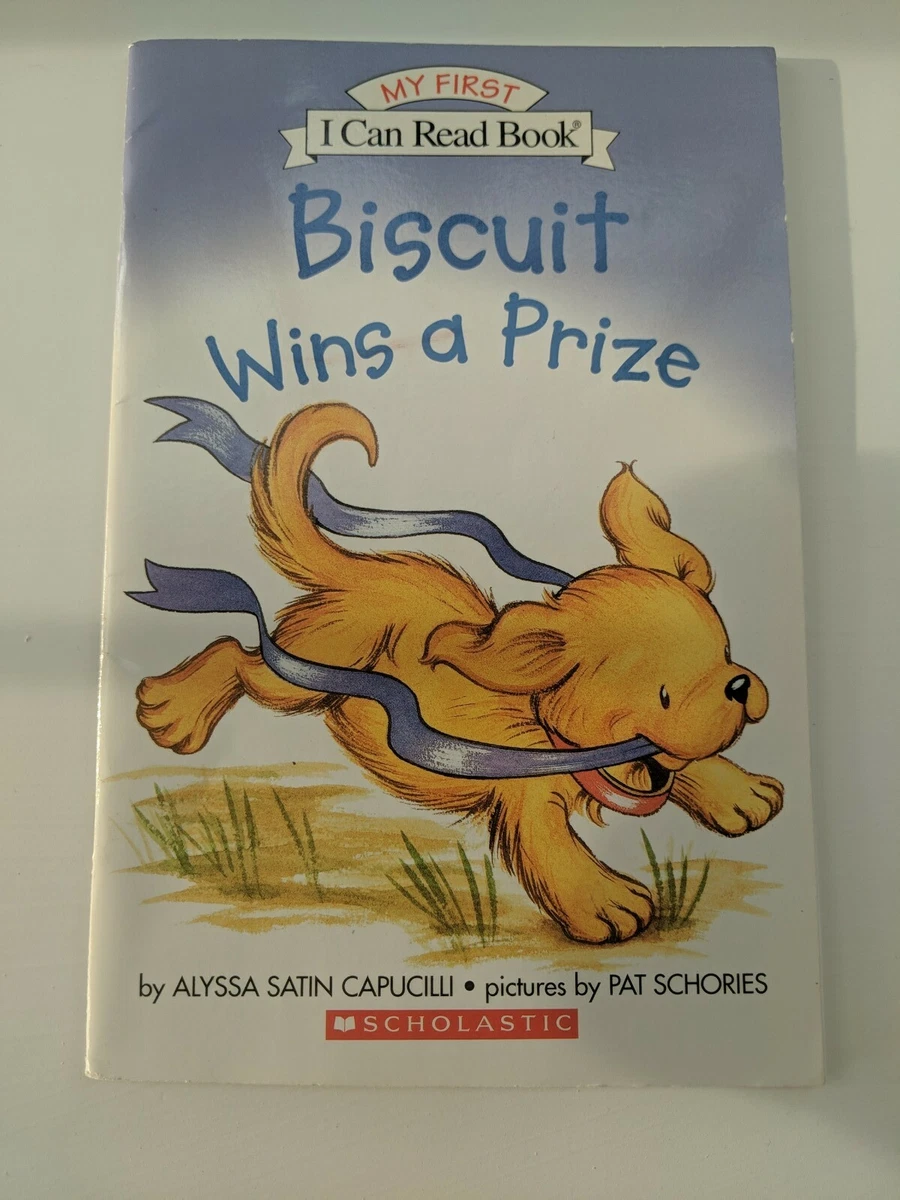 MY FIRST
I Can Read Book®
Biscuit
Wins a Prize
by ALYSSA SATIN CAPUCILLI • pictures by PAT SCHORIES
SCHOLASTIC